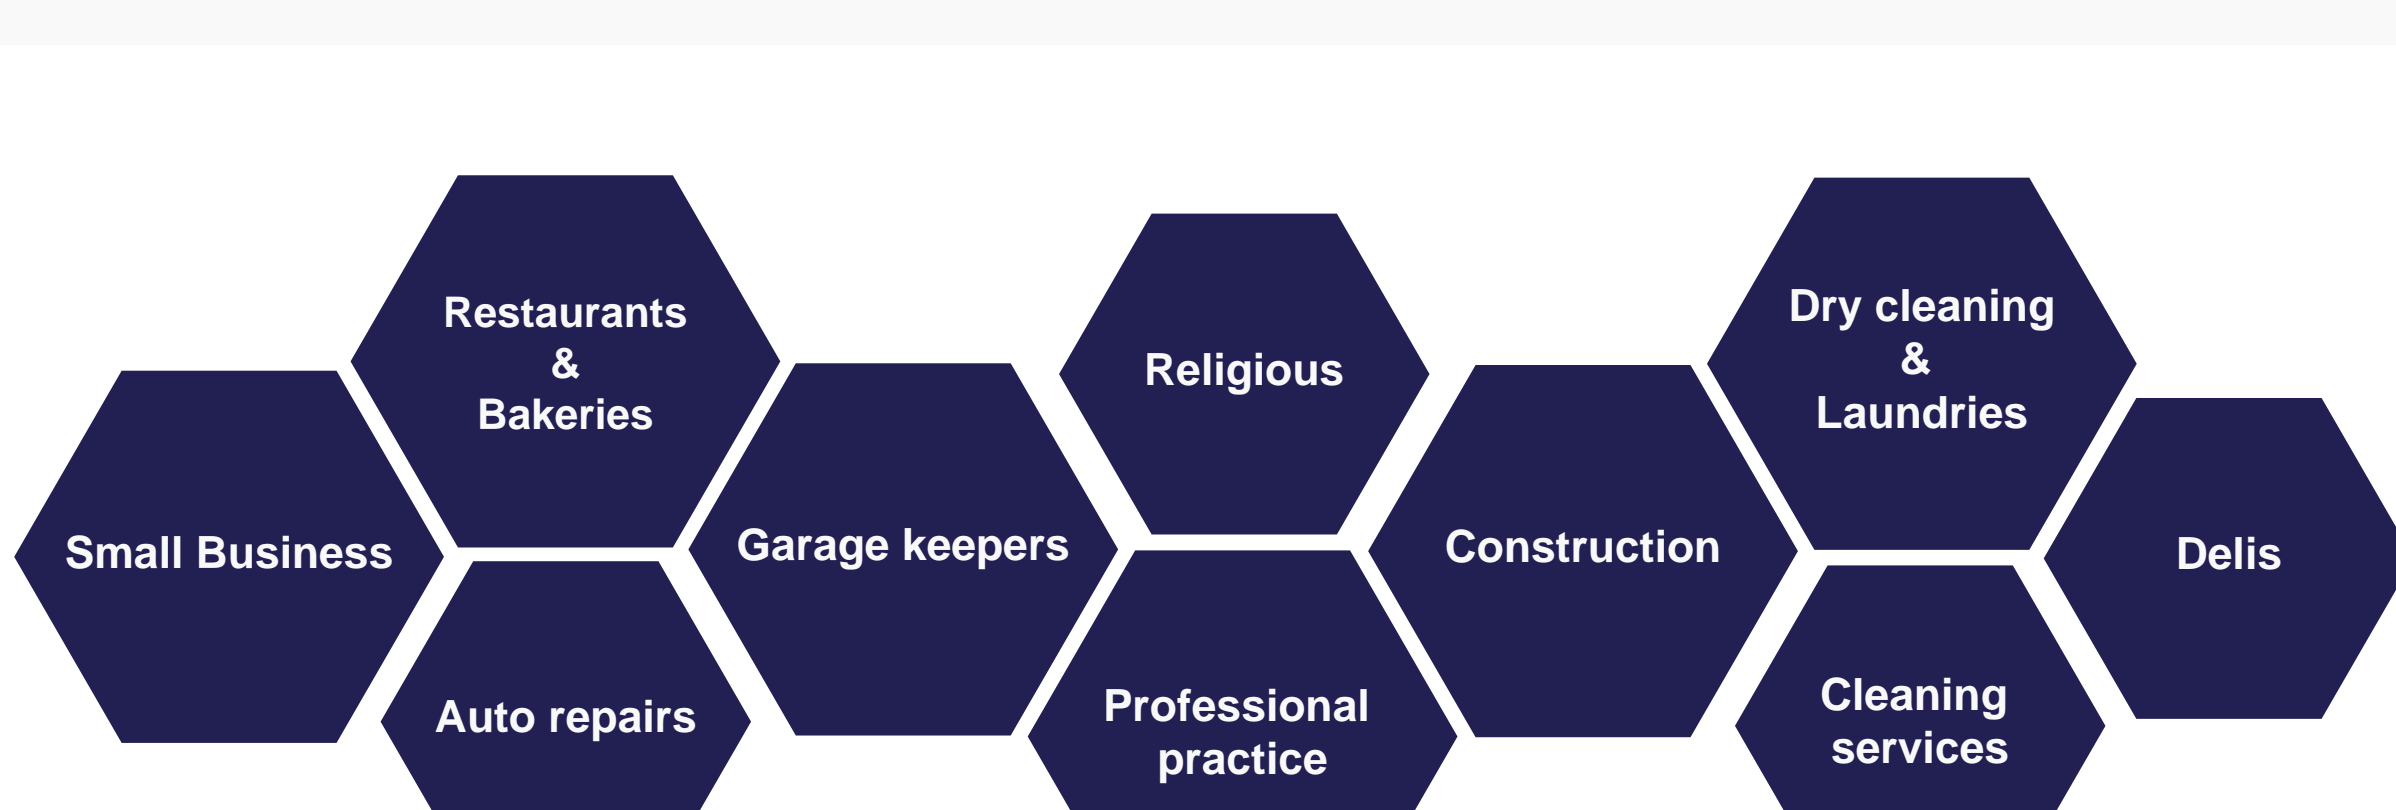 Small Business
Restaurants
&
Bakeries
Auto repairs
Garage keepers
Religious
Professional
practice
Construction
Dry cleaning
&
Laundries
Cleaning
services
Delis